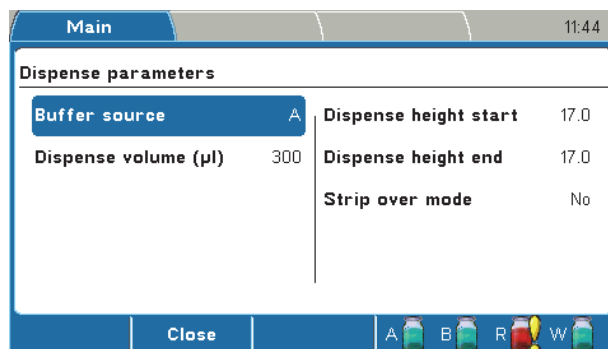 Main 11:44
Dispense parameters
Buffer source A
Dispense volume (µl) 300
Dispense height start 17.0
Dispense height end 17.0
Strip over mode No
Close A B R W